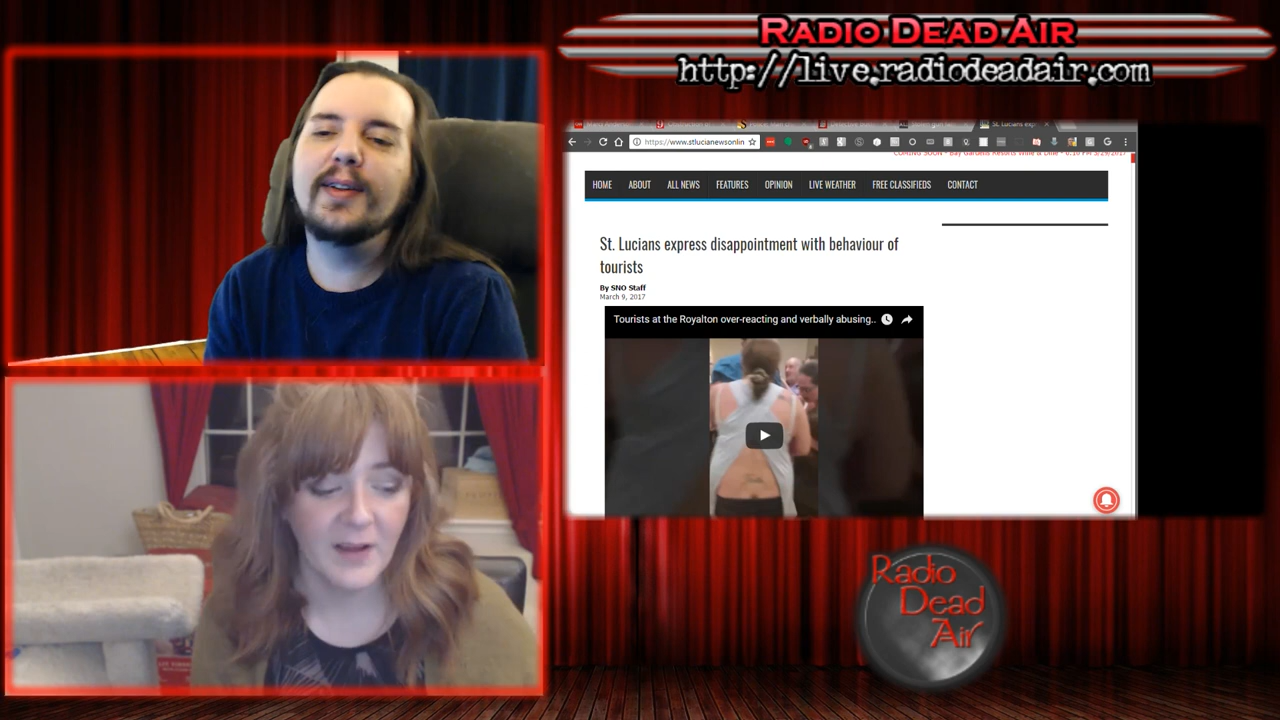 RADIO DEAD AIR
http://live.radiodeadair.com
https://www.stlucianewsonlin
HOME ABOUT ALL NEWS FEATURES OPINION LIVE WEATHER FREE CLASSIFIEDS CONTACT
St. Lucians express disappointment with behaviour of
tourists
By SNO Staff
March 9, 2017
Tourists at the Royalton over-reacting and verbally abusing..
Radio
Dead
Air